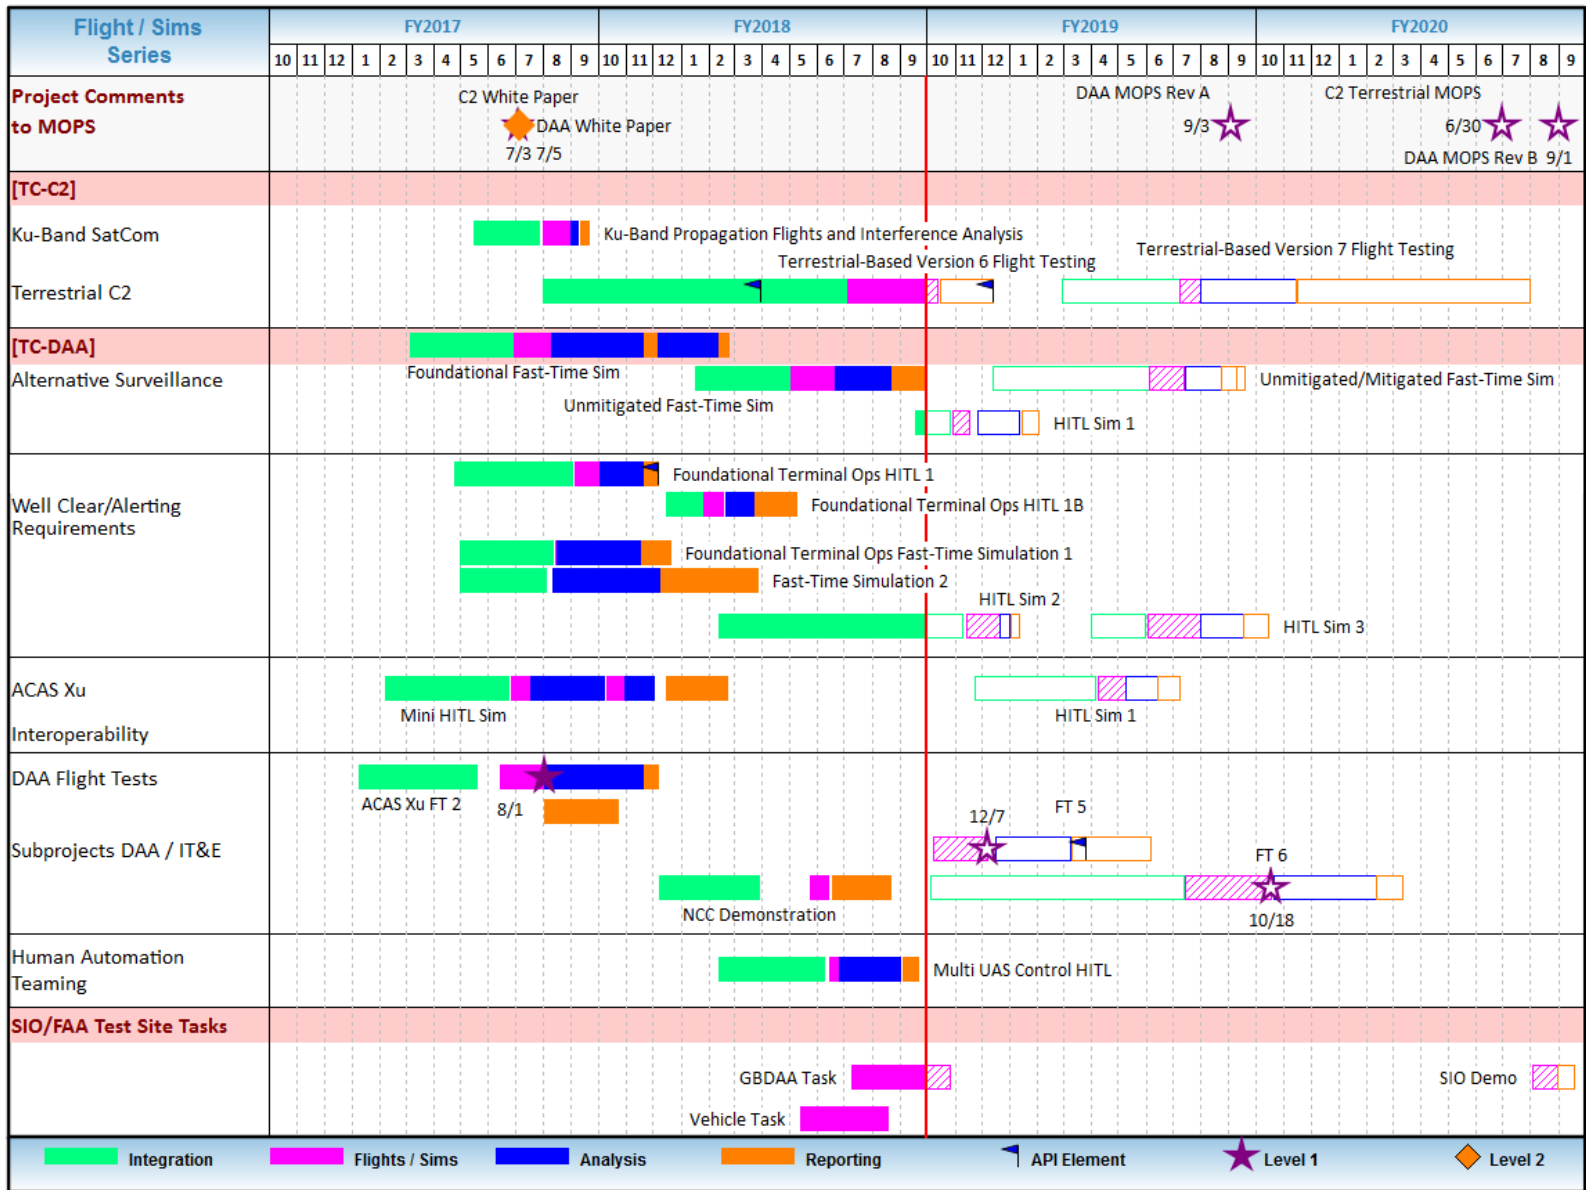 Flight / Sims
Series
FY2017 FY2018 FY2019 FY2020
10 11 12 1 2 3 4 5 6 7 8 9 10 11 12 1 2 3 4 5 6 7 8 9 10 11 12 1 2 3 4 5 6 7 8 9 10 11 12 1 2 3 4 5 6 7 8 9
Project Comments
to MOPS
C2 White Paper
DAA White Paper
7/3 7/5
DAA MOPS Rev A
9/3
C2 Terrestrial MOPS
6/30
DAA MOPS Rev B 9/1
[TC-C2]
Ku-Band SatCom
Ku-Band Propagation Flights and Interference Analysis
Terrestrial-Based Version 6 Flight Testing
Terrestrial-Based Version 7 Flight Testing
Terrestrial C2
[TC-DAA]
Foundational Fast-Time Sim
Alternative Surveillance
Unmitigated Fast-Time Sim
Unmitigated/Mitigated Fast-Time Sim
HITL Sim 1
Foundational Terminal Ops HITL 1
Well Clear/Alerting
Requirements
Foundational Terminal Ops HITL 1B
Foundational Terminal Ops Fast-Time Simulation 1
Fast-Time Simulation 2
HITL Sim 2
HITL Sim 3
ACAS Xu
Interoperability
Mini HITL Sim
HITL Sim 1
DAA Flight Tests
ACAS Xu FT 2
8/1
12/7
FT 5
Subprojects DAA / IT&E
FT 6
NCC Demonstration
10/18
Human Automation
Teaming
Multi UAS Control HITL
SIO/FAA Test Site Tasks
GBDAA Task
SIO Demo
Vehicle Task
Integration
Flights / Sims
Analysis
Reporting
API Element
Level 1
Level 2